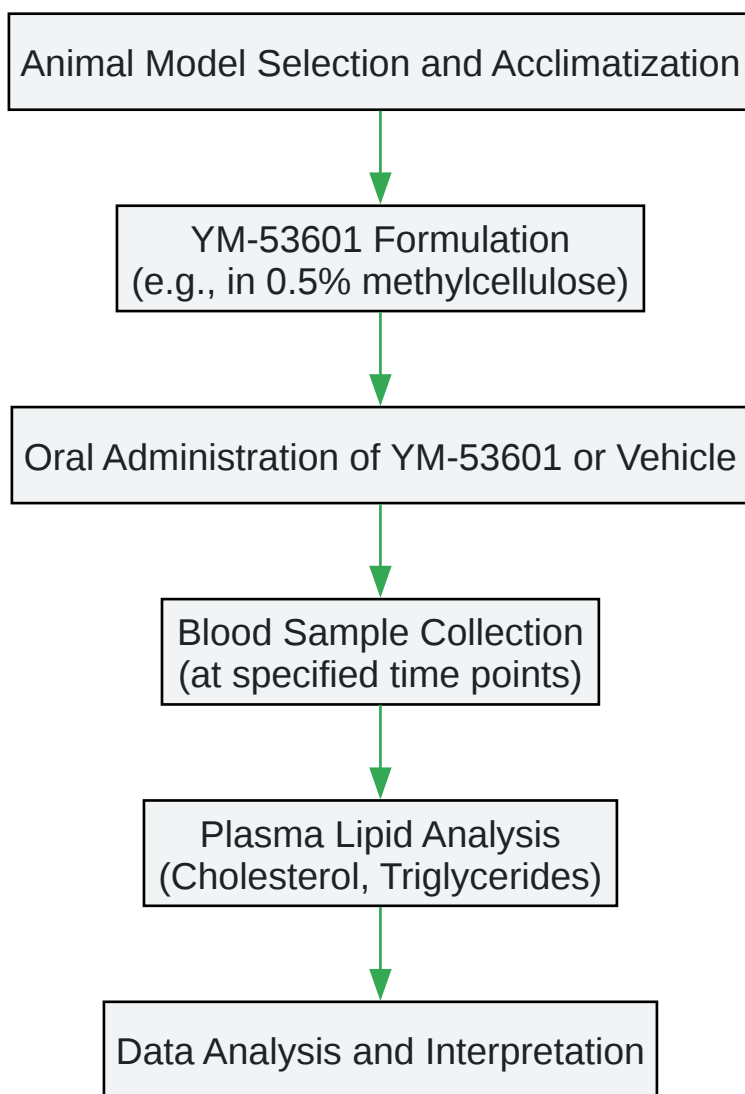 Animal Model Selection and Acclimatization
YM-53601 Formulation
(e.g., in 0.5% methylcellulose)
Oral Administration of YM-53601 or Vehicle
Blood Sample Collection
(at specified time points)
Plasma Lipid Analysis
(Cholesterol, Triglycerides)
Data Analysis and Interpretation